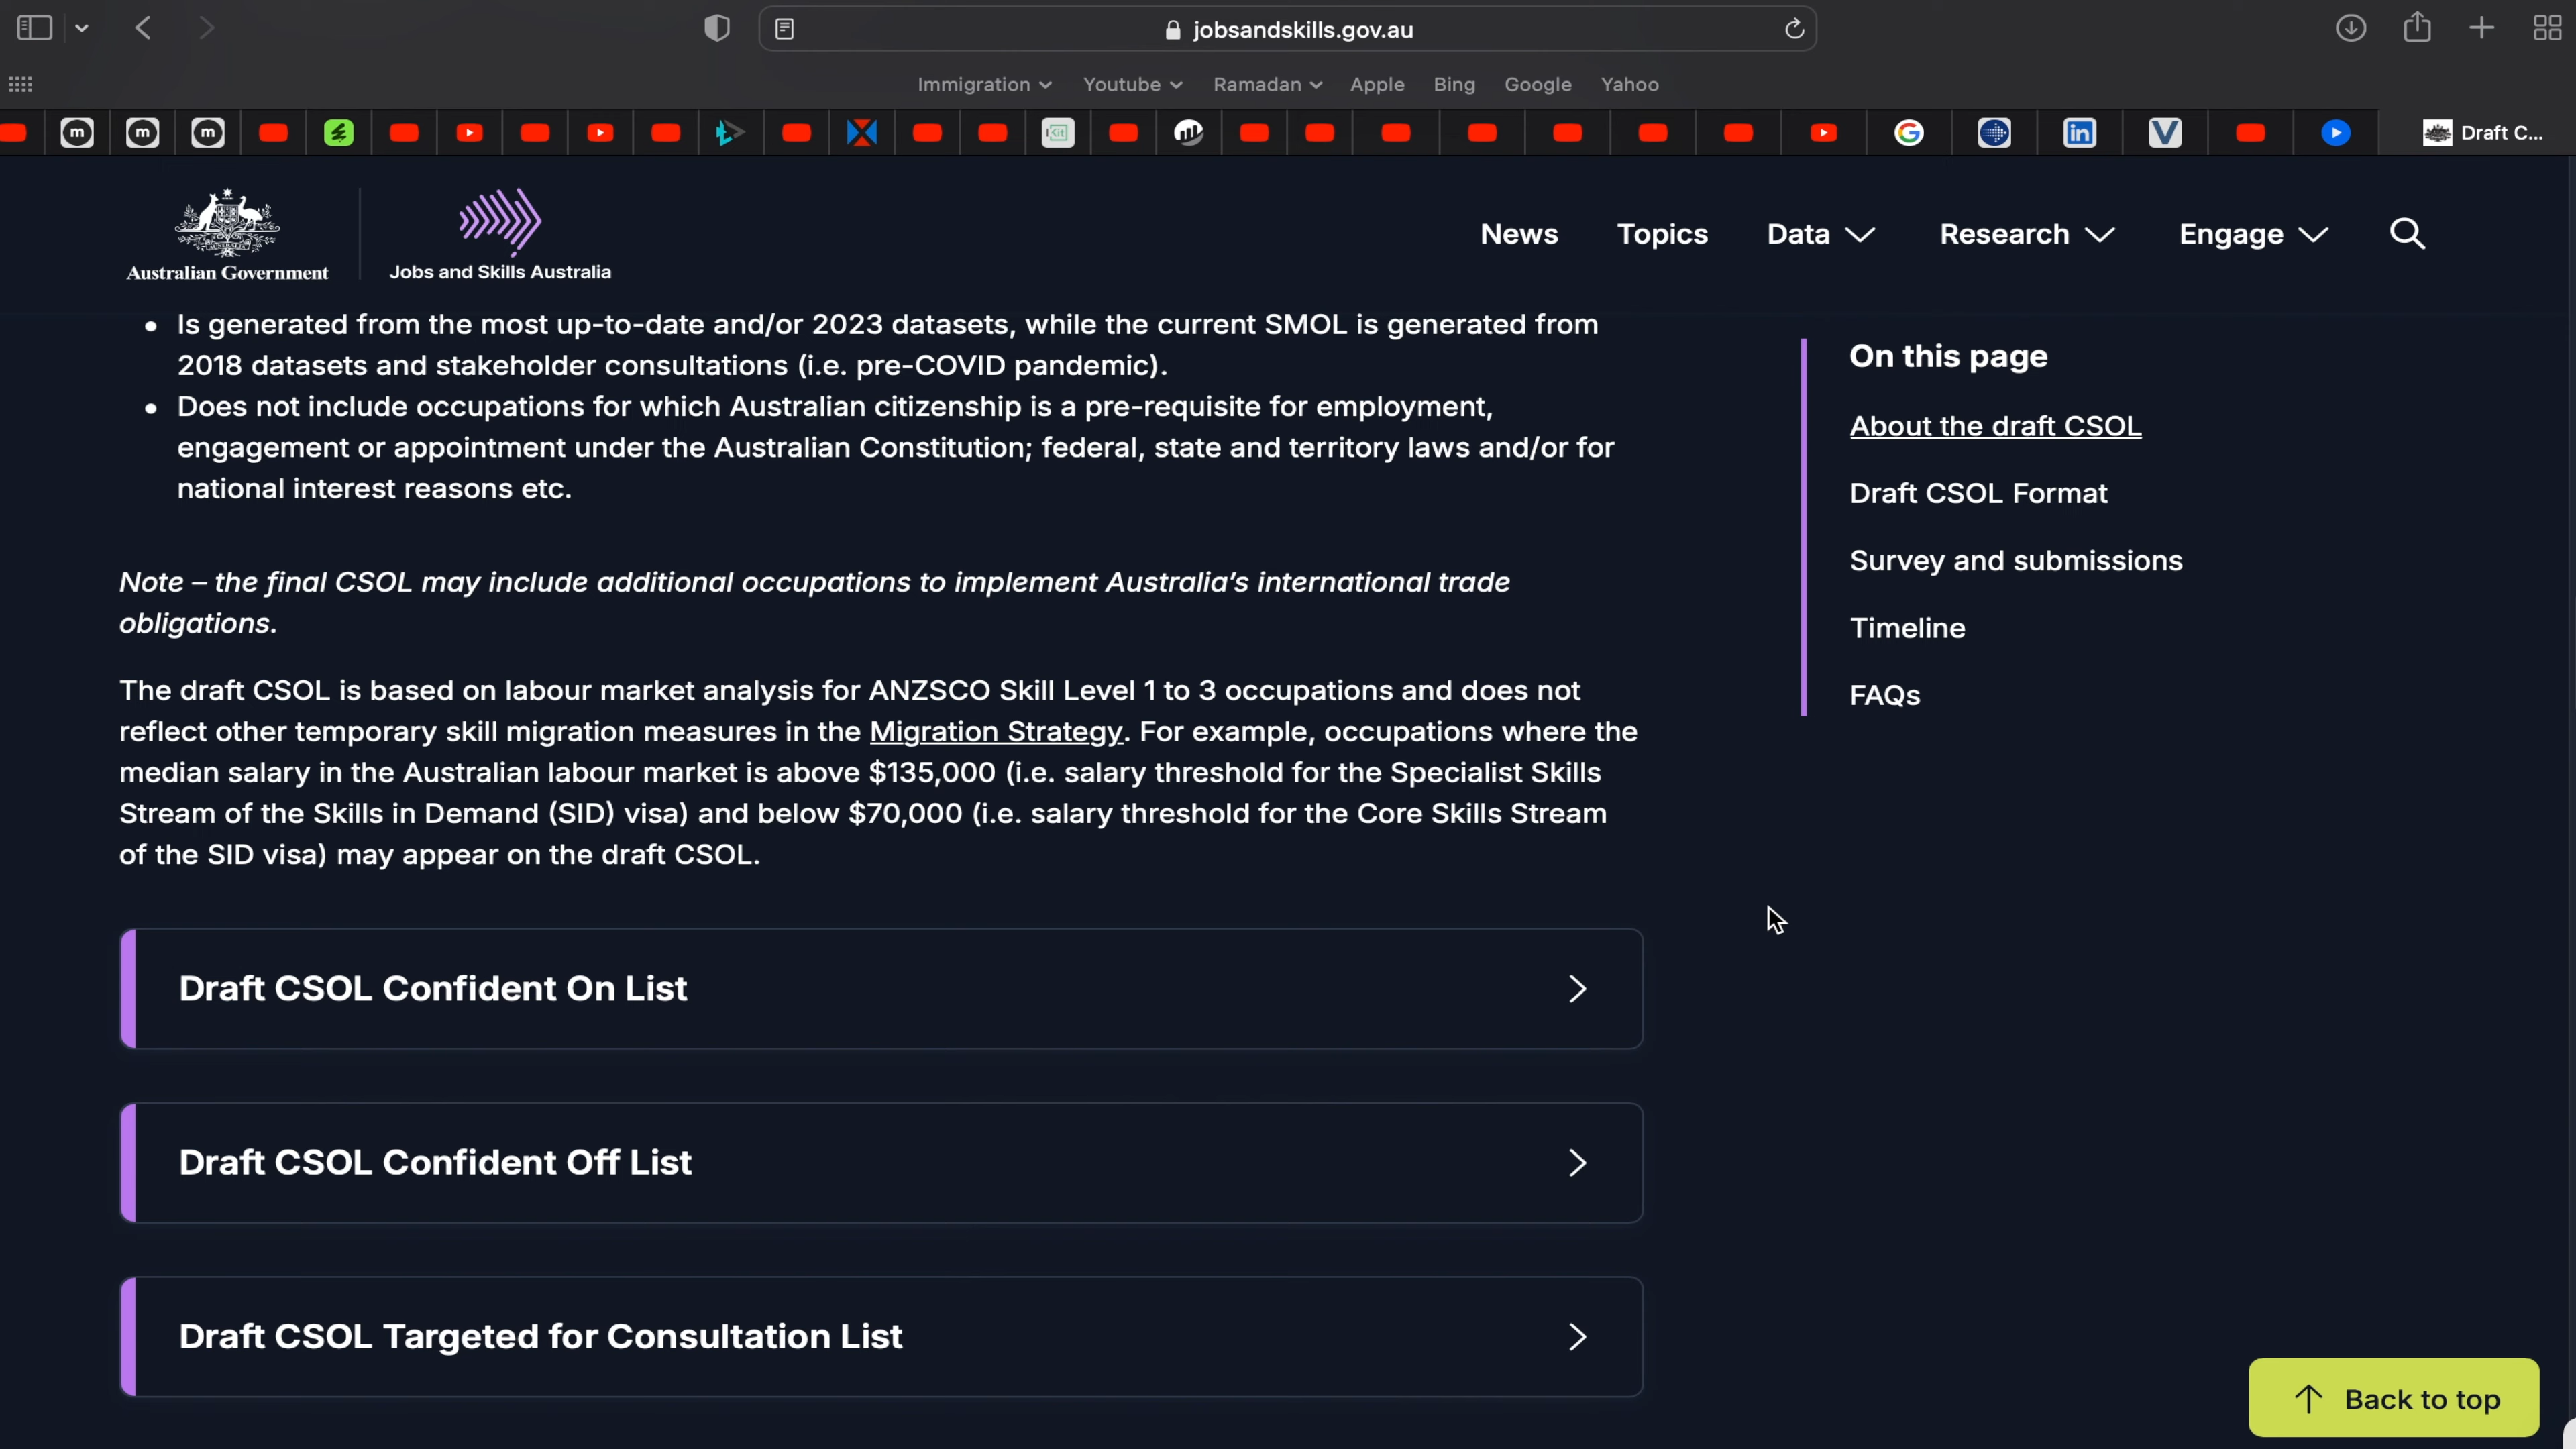 jobsandskills.gov.au
Immigration
Youtube
Ramadan
Apple
Bing
Google
Yahoo
m
m
m
Kit
G
in
V
Draft C...
Australian Government
Jobs and Skills Australia
News
Topics
Data
Research
Engage
• Is generated from the most up-to-date and/or 2023 datasets, while the current SMOL is generated from
2018 datasets and stakeholder consultations (i.e. pre-COVID pandemic).
• Does not include occupations for which Australian citizenship is a pre-requisite for employment,
engagement or appointment under the Australian Constitution; federal, state and territory laws and/or for
national interest reasons etc.
Note – the final CSOL may include additional occupations to implement Australia's international trade
obligations.
The draft CSOL is based on labour market analysis for ANZSCO Skill Level 1 to 3 occupations and does not
reflect other temporary skill migration measures in the Migration Strategy. For example, occupations where the
median salary in the Australian labour market is above $135,000 (i.e. salary threshold for the Specialist Skills
Stream of the Skills in Demand (SID) visa) and below $70,000 (i.e. salary threshold for the Core Skills Stream
of the SID visa) may appear on the draft CSOL.
Draft CSOL Confident On List
Draft CSOL Confident Off List
Draft CSOL Targeted for Consultation List
On this page
About the draft CSOL
Draft CSOL Format
Survey and submissions
Timeline
FAQs
Back to top